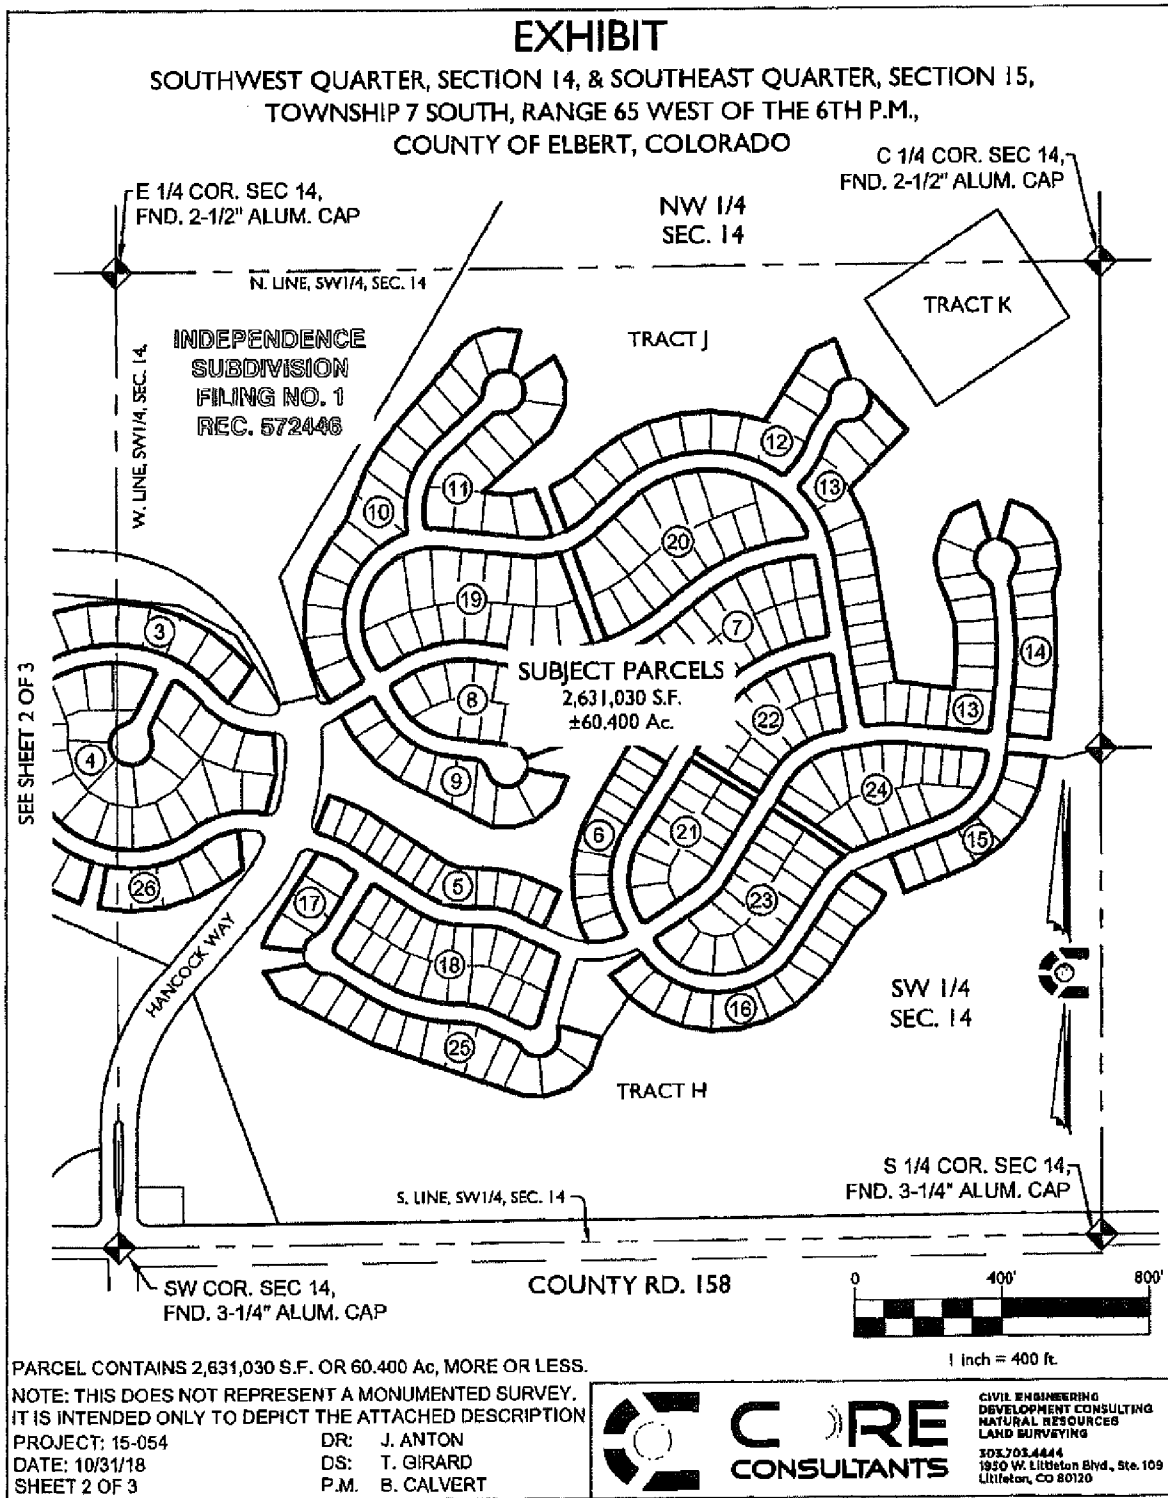 EXHIBIT
SOUTHWEST QUARTER, SECTION 14, & SOUTHEAST QUARTER, SECTION 15,
TOWNSHIP 7 SOUTH, RANGE 65 WEST OF THE 6TH P.M.,
COUNTY OF ELBERT, COLORADO
C 1/4 COR. SEC 14,
FND. 2-1/2" ALUM. CAP
E 1/4 COR. SEC 14,
FND. 2-1/2" ALUM. CAP
NW 1/4
SEC. 14
N. LINE, SW1/4, SEC. 14
TRACT K
TRACT J
INDEPENDENCE
SUBDIVISION
FILING NO. 1
REC. 572446
W. LINE, SW1/4, SEC. 14.
12
13
11
10
20
19
3
7
14
SUBJECT PARCELS
2,631,030 S.F.
±60.400 Ac.
8
13
22
SEE SHEET 2 OF 3
4
9
24
6
21
15
5
26
17
23
18
HANCOCK WAY
SW 1/4
SEC. 14
16
25
TRACT H
S 1/4 COR. SEC 14,
FND. 3-1/4" ALUM. CAP
S. LINE, SW1/4, SEC. 14
COUNTY RD. 158
SW COR. SEC 14,
FND. 3-1/4" ALUM. CAP
0 400' 800'
1 inch = 400 ft.
PARCEL CONTAINS 2,631,030 S.F. OR 60.400 Ac, MORE OR LESS.
NOTE: THIS DOES NOT REPRESENT A MONUMENTED SURVEY.
IT IS INTENDED ONLY TO DEPICT THE ATTACHED DESCRIPTION
PROJECT: 15-054 DR: J. ANTON
DATE: 10/31/18 DS: T. GIRARD
SHEET 2 OF 3 P.M. B. CALVERT
CORE
CONSULTANTS
CIVIL ENGINEERING
DEVELOPMENT CONSULTING
NATURAL RESOURCES
LAND SURVEYING
303.703.4444
1950 W. Littleton Blvd., Ste. 109
Littleton, CO 80120